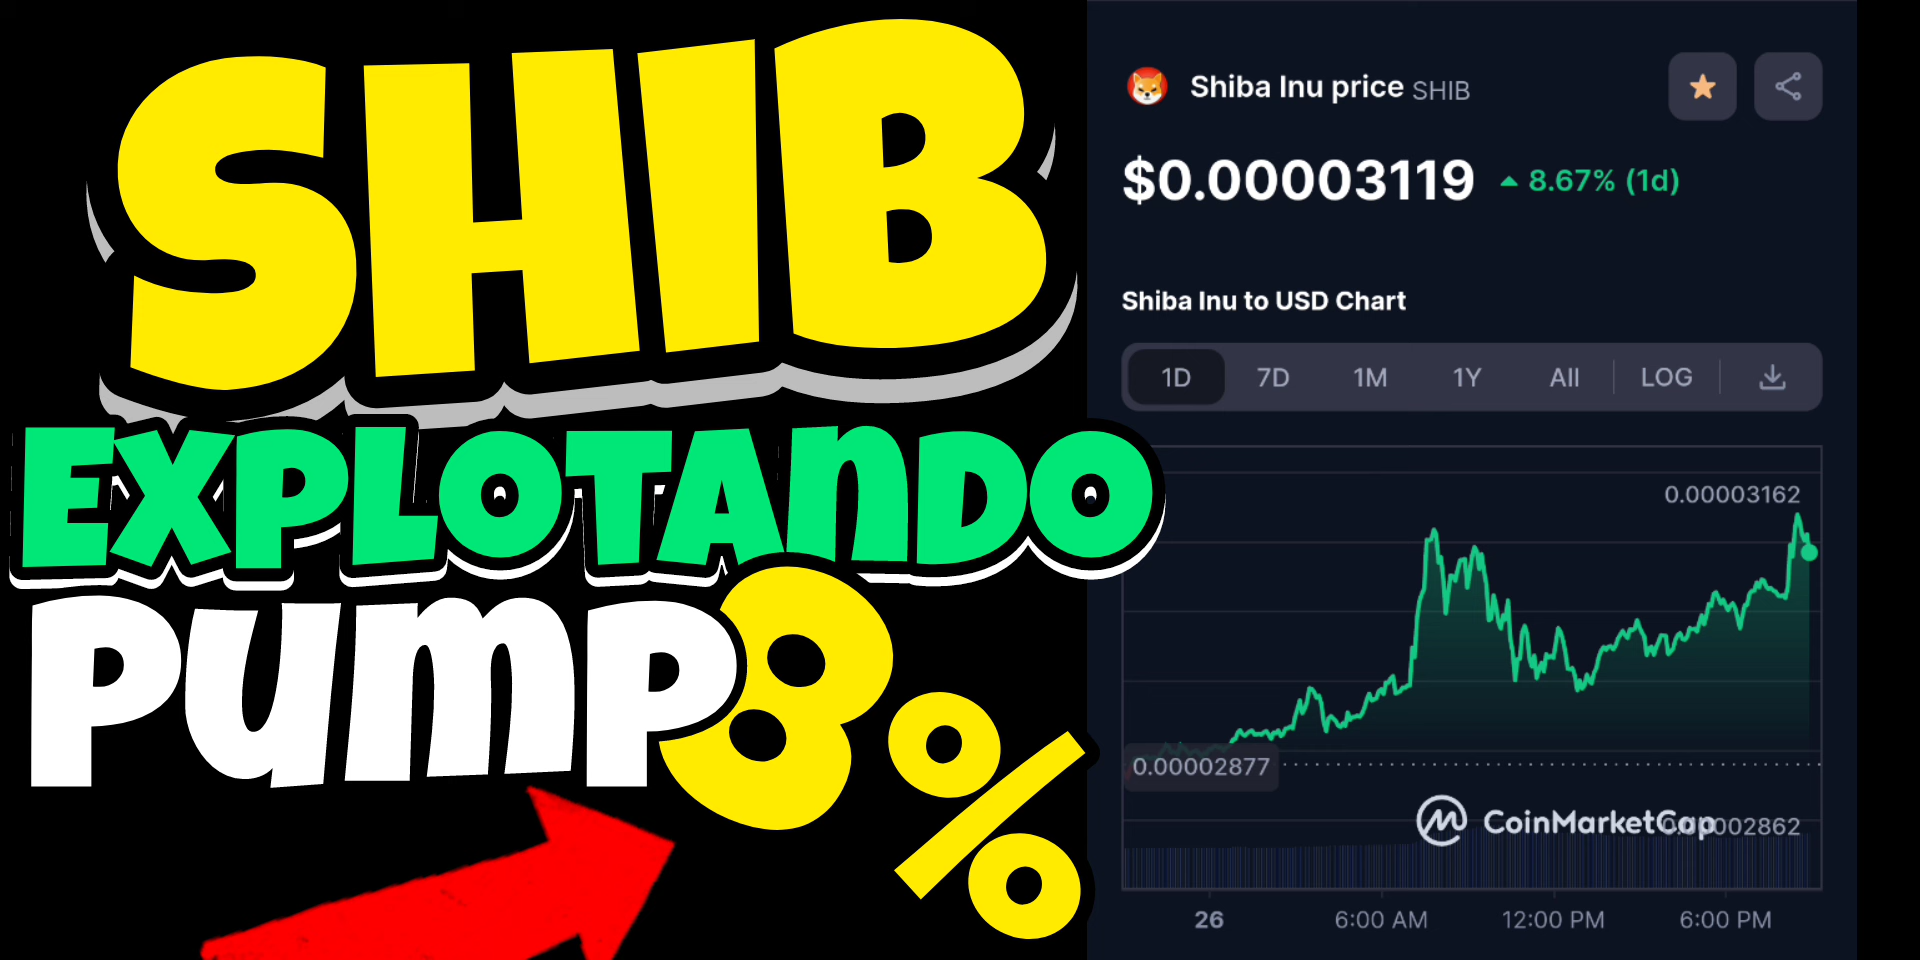 SHIB
EXPLOTANDO
PUMP 8%
Shiba Inu price SHIB
$0.00003119 8.67% (1d)
Shiba Inu to USD Chart
1D 7D 1M 1Y All LOG
0.00003162
0.00002877
CoinMarketCap
0.00002862
26 6:00 AM 12:00 PM 6:00 PM